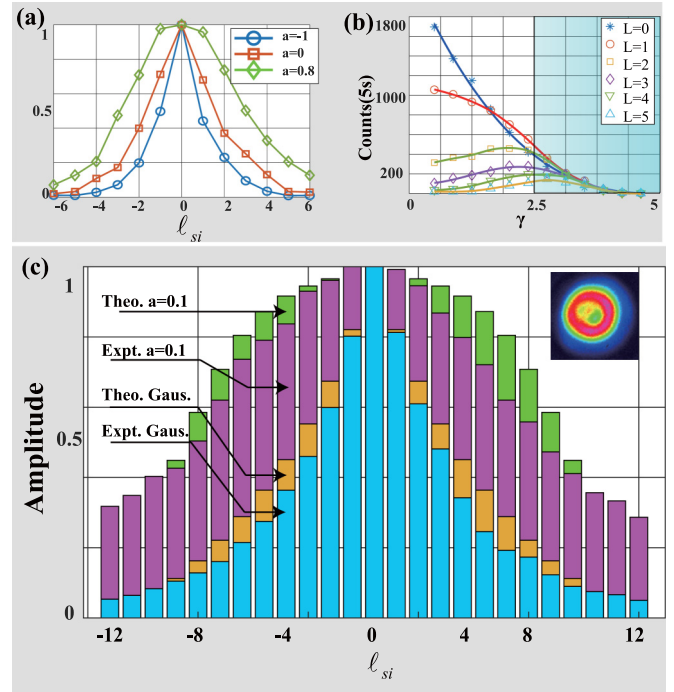 (a)
1
0.5
0
a=-1
a=0
a=0.8
-6 -4 -2 0 2 4 6
ℓsi
(b)
1800
1000
200
Counts(5s)
L=0
L=1
L=2
L=3
L=4
L=5
0 2.5 5
γ
(c)
1
0.5
0
Amplitude
Theo. a=0.1
Expt. a=0.1
Theo. Gaus.
Expt. Gaus.
-12 -8 -4 0 4 8 12
ℓsi